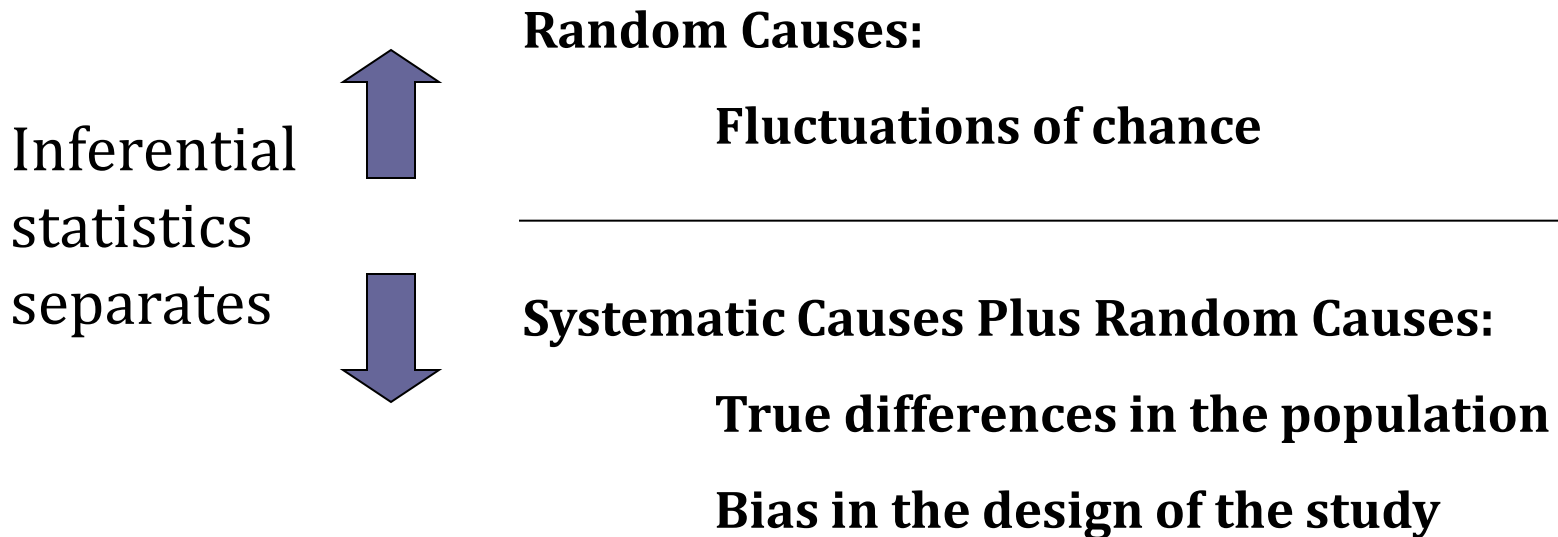 Inferential
statistics
separates
Random Causes:
Fluctuations of chance
Systematic Causes Plus Random Causes:
True differences in the population
Bias in the design of the study